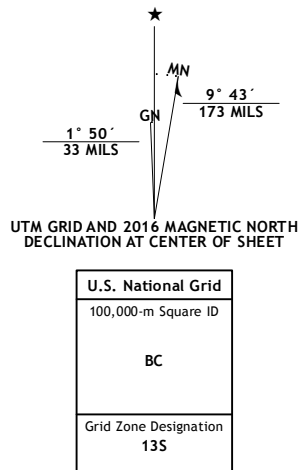 ★
MN
GN
9° 43´
173 MILS
1° 50´
33 MILS
UTM GRID AND 2016 MAGNETIC NORTH
DECLINATION AT CENTER OF SHEET
U.S. National Grid
100,000-m Square ID
BC
Grid Zone Designation
13S